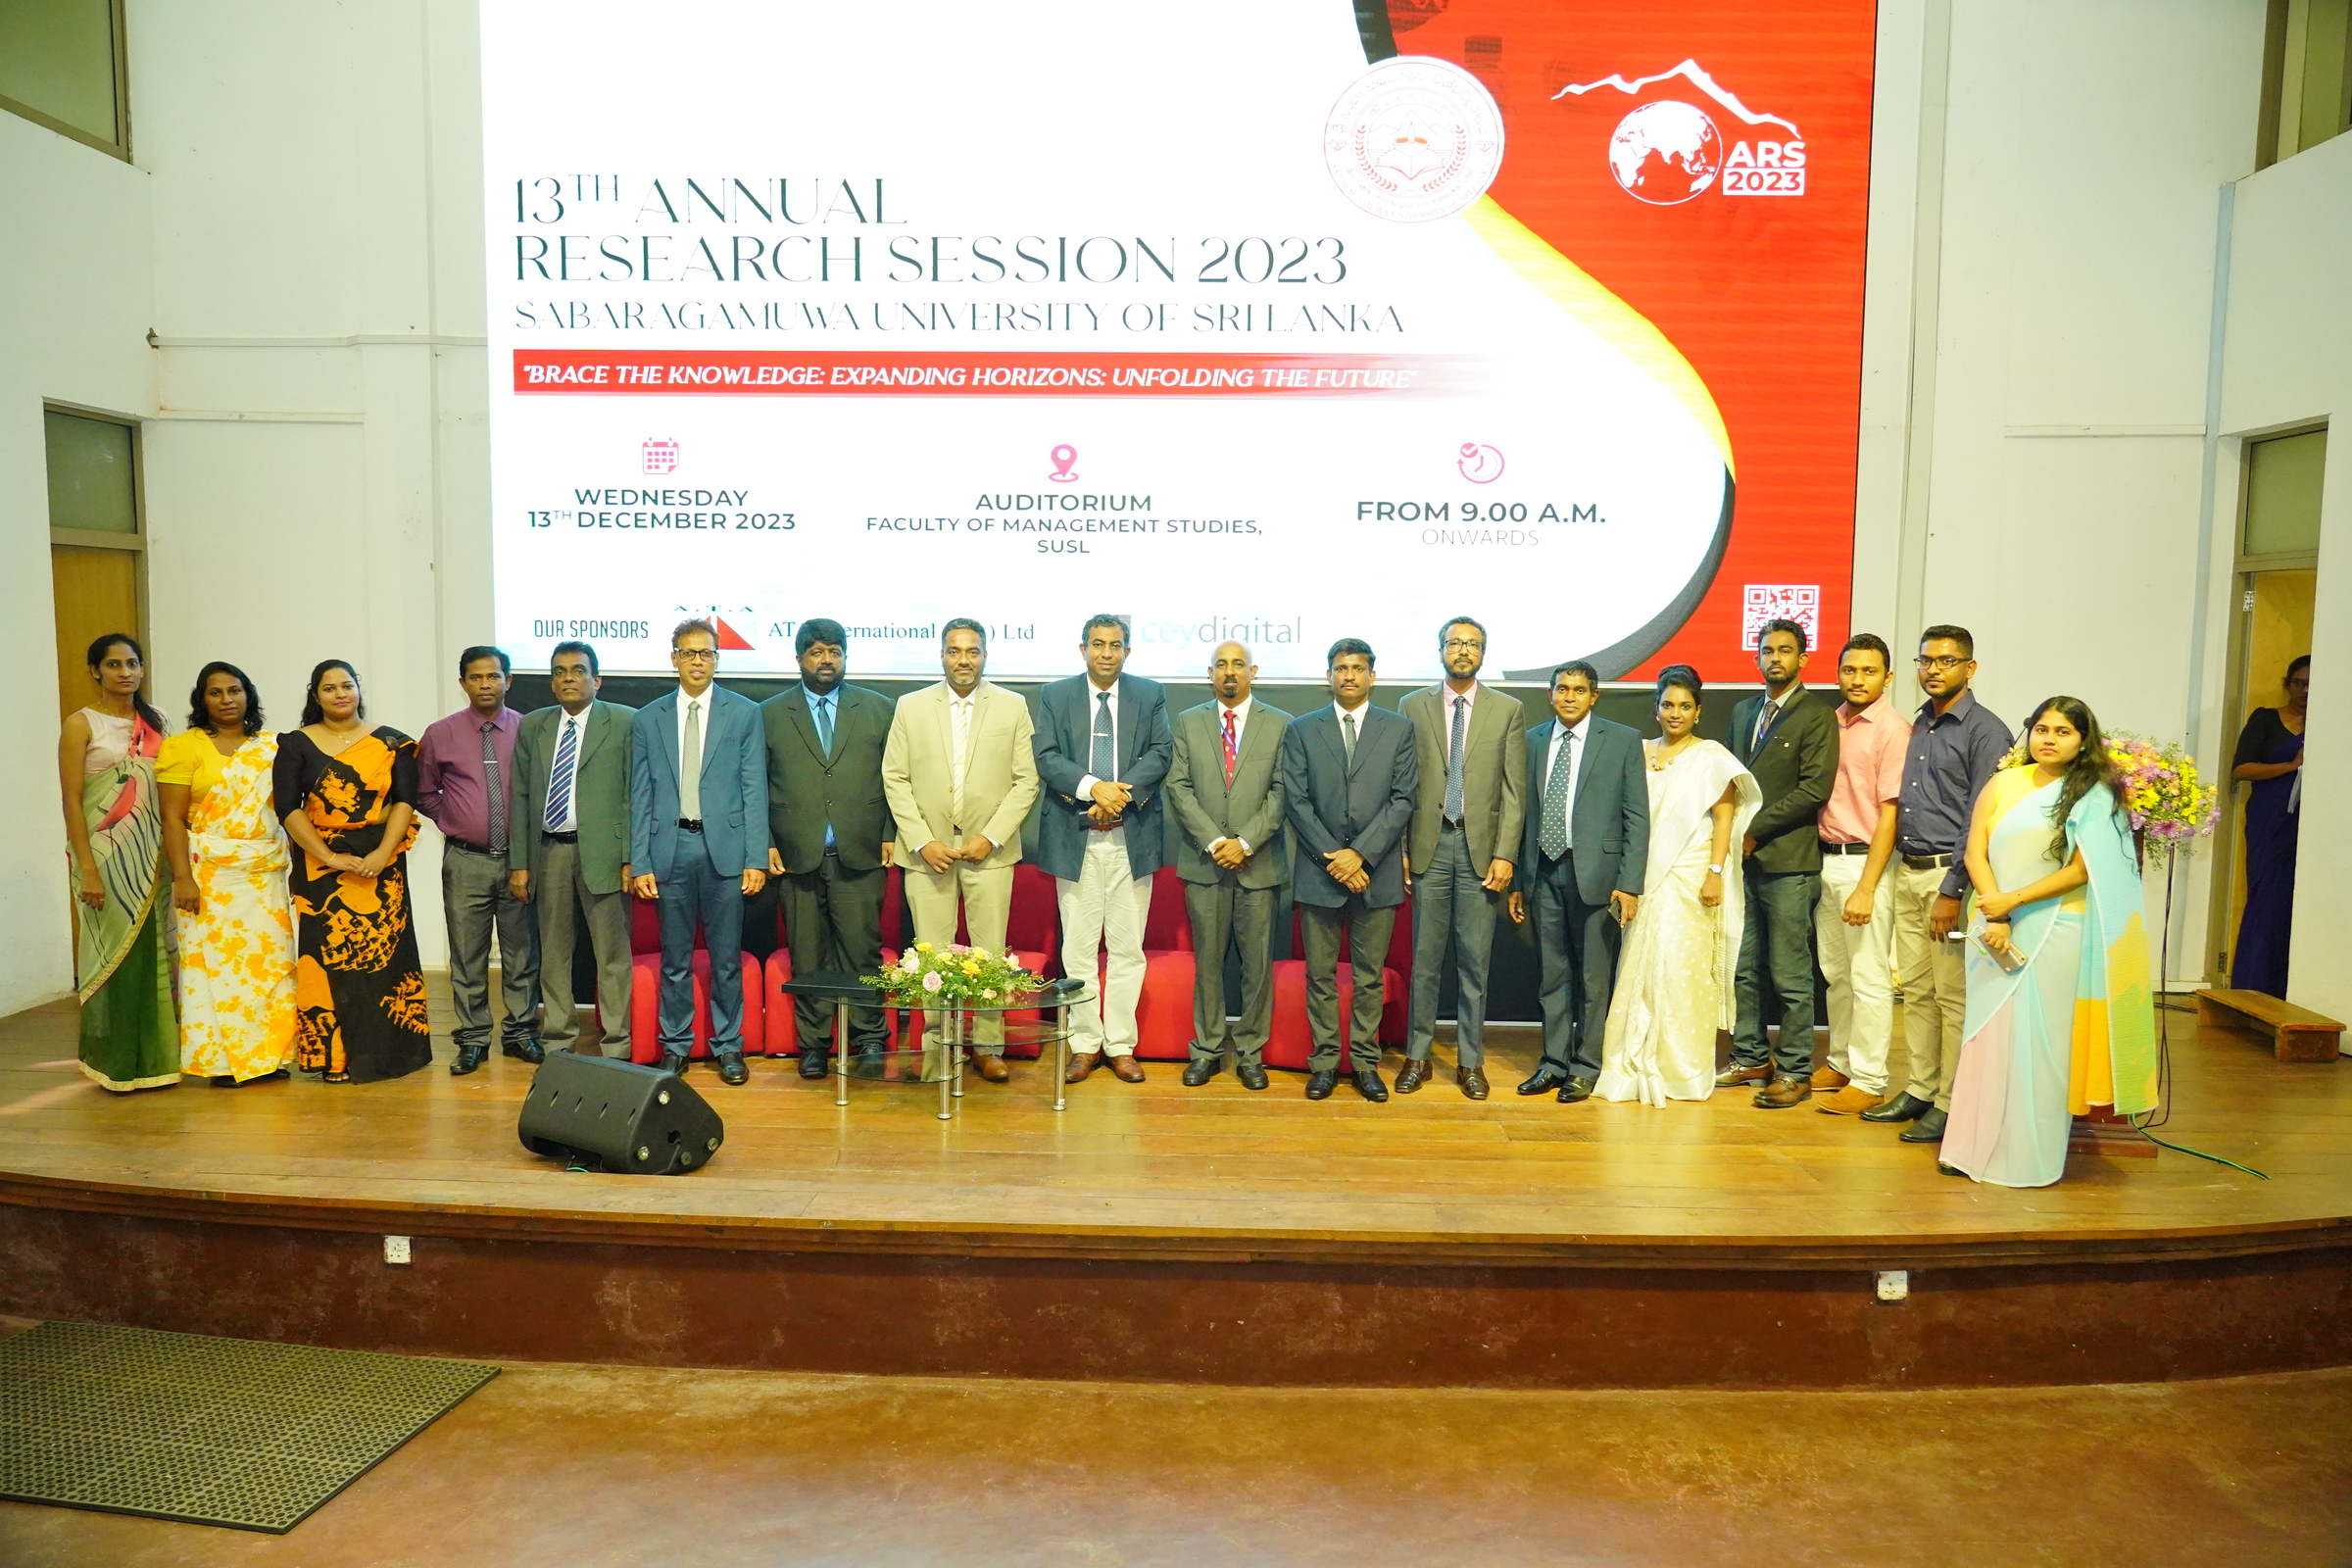 13TH ANNUAL
RESEARCH SESSION 2023
SABARAGAMUWA UNIVERSITY OF SRI LANKA
"BRACE THE KNOWLEDGE: EXPANDING HORIZONS: UNFOLDING THE FUTURE"
ARS
2023
WEDNESDAY
13TH DECEMBER 2023
AUDITORIUM
FACULTY OF MANAGEMENT STUDIES,
SUSL
FROM 9.00 A.M.
ONWARDS
OUR SPONSORS
Ltd
ceydigital